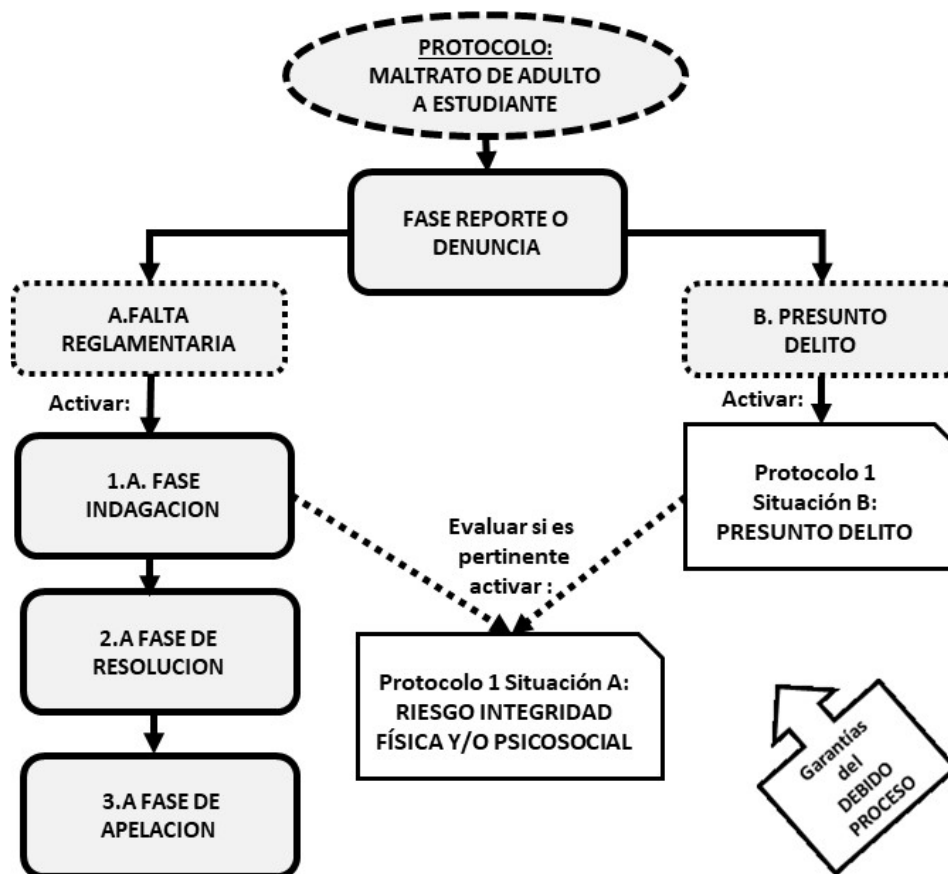 PROTOCOLO:
MALTRATO DE ADULTO
A ESTUDIANTE
FASE REPORTE O
DENUNCIA
A.FALTA
REGLAMENTARIA
B. PRESUNTO
DELITO
Activar:
Activar:
1.A. FASE
INDAGACION
Protocolo 1
Situación B:
PRESUNTO DELITO
Evaluar si es
pertinente
activar :
2.A FASE DE
RESOLUCION
Protocolo 1 Situación A:
RIESGO INTEGRIDAD
FÍSICA Y/O PSICOSOCIAL
3.A FASE DE
APELACION
Garantías
del
DEBIDO
PROCESO